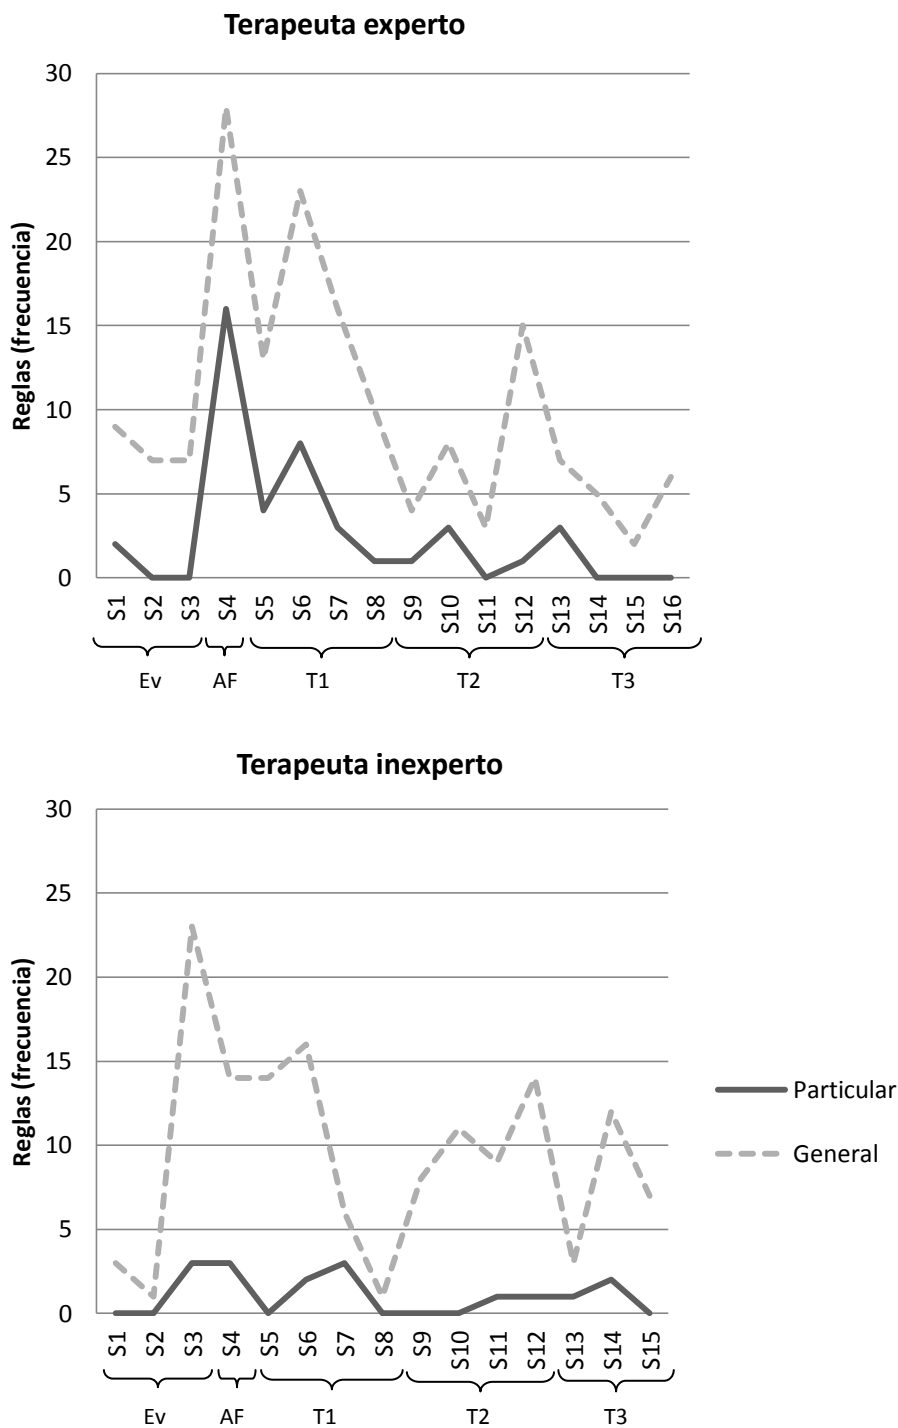 Terapeuta experto
Reglas (frecuencia)
30
25
20
15
10
5
0
S1 S2 S3 S4 S5 S6 S7 S8 S9 S10 S11 S12 S13 S14 S15 S16
Ev AF T1 T2 T3
Terapeuta inexperto
Reglas (frecuencia)
30
25
20
15
10
5
0
Particular
General
S1 S2 S3 S4 S5 S6 S7 S8 S9 S10 S11 S12 S13 S14 S15
Ev AF T1 T2 T3